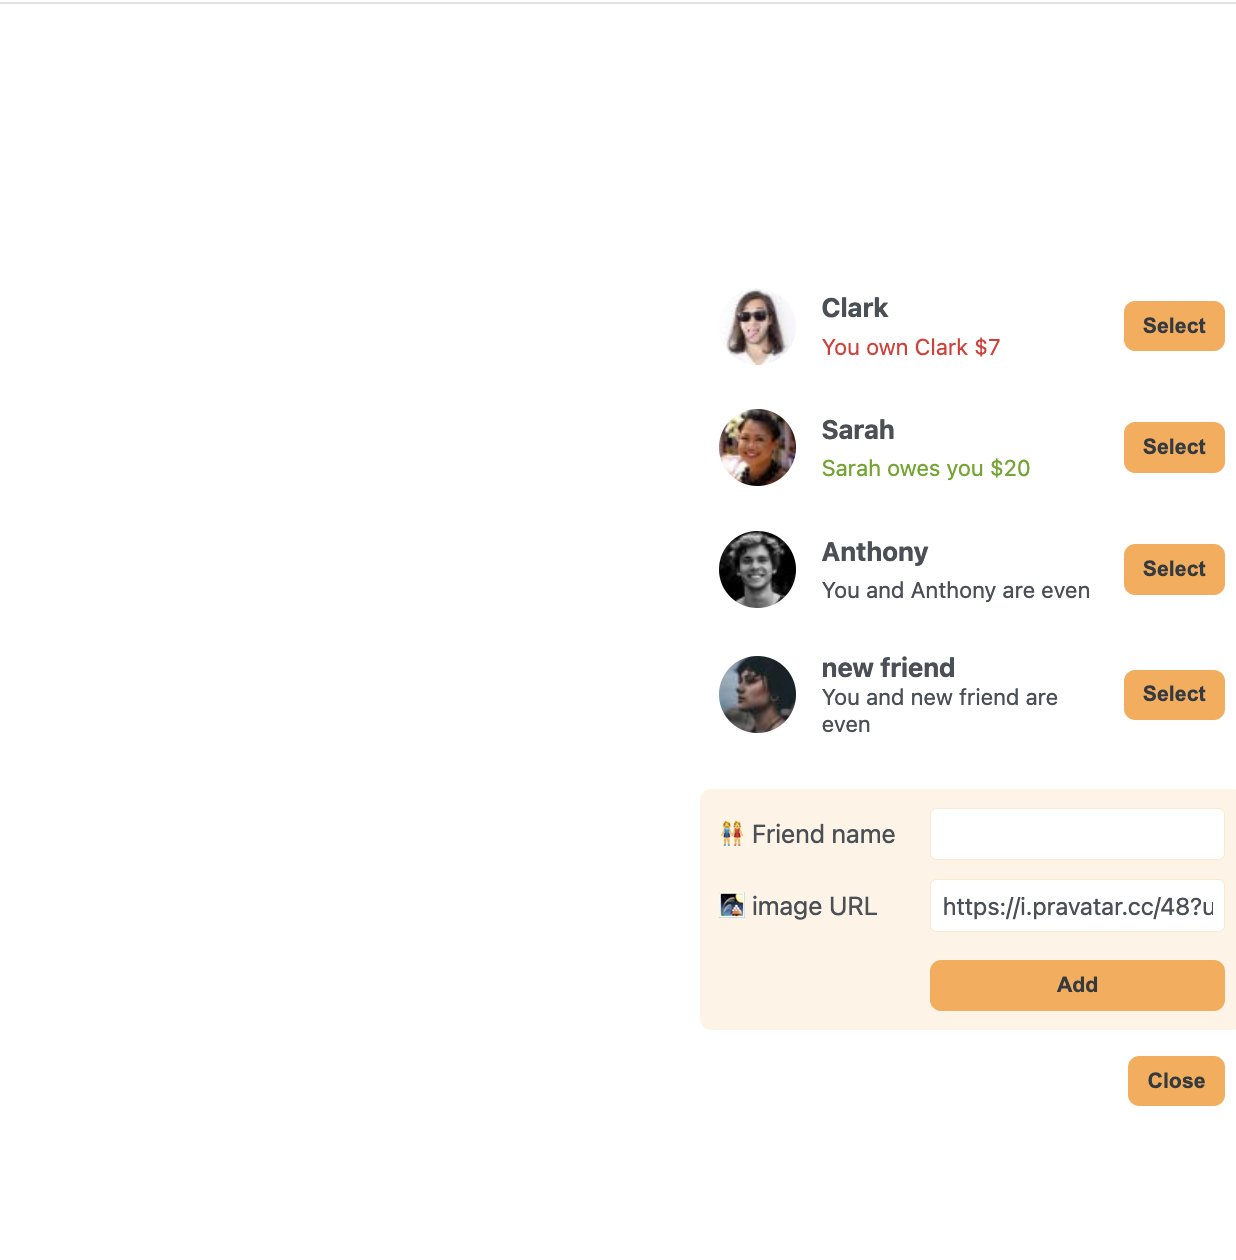 Clark
You own Clark $7
Select
Sarah
Sarah owes you $20
Select
Anthony
You and Anthony are even
Select
new friend
You and new friend are
even
Select
Friend name
image URL
https://i.pravatar.cc/48?u
Add
Close